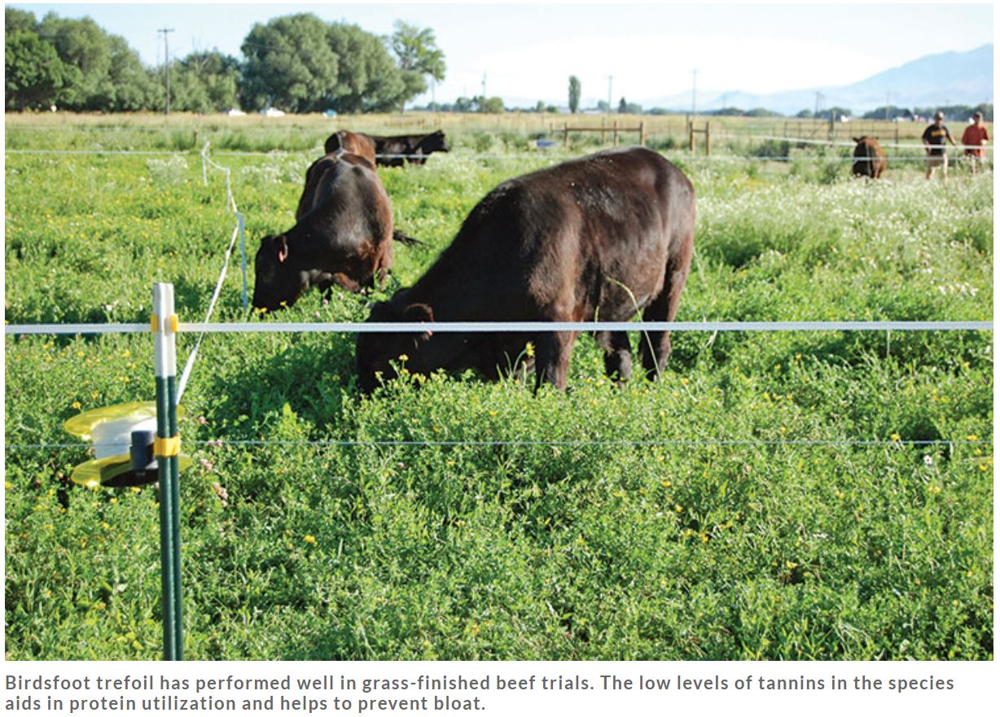 Birdsfoot trefoil has performed well in grass-finished beef trials. The low levels of tannins in the species
aids in protein utilization and helps to prevent bloat.